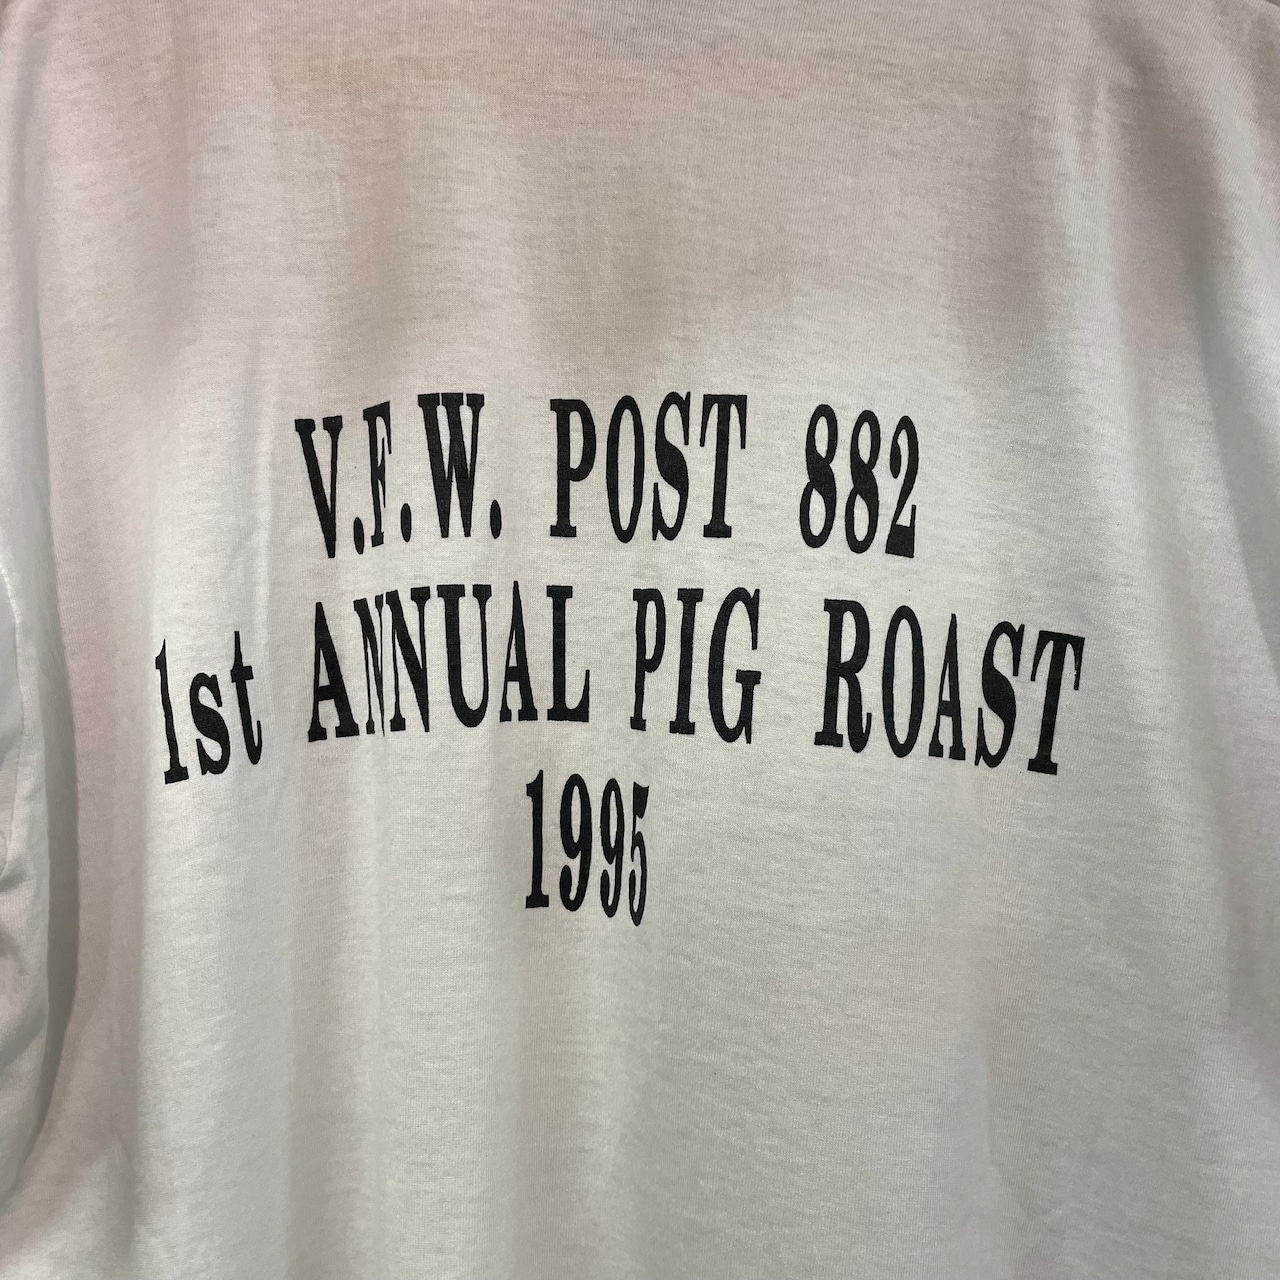 V.F.W. POST 882
1st ANNUAL PIG ROAST
1995